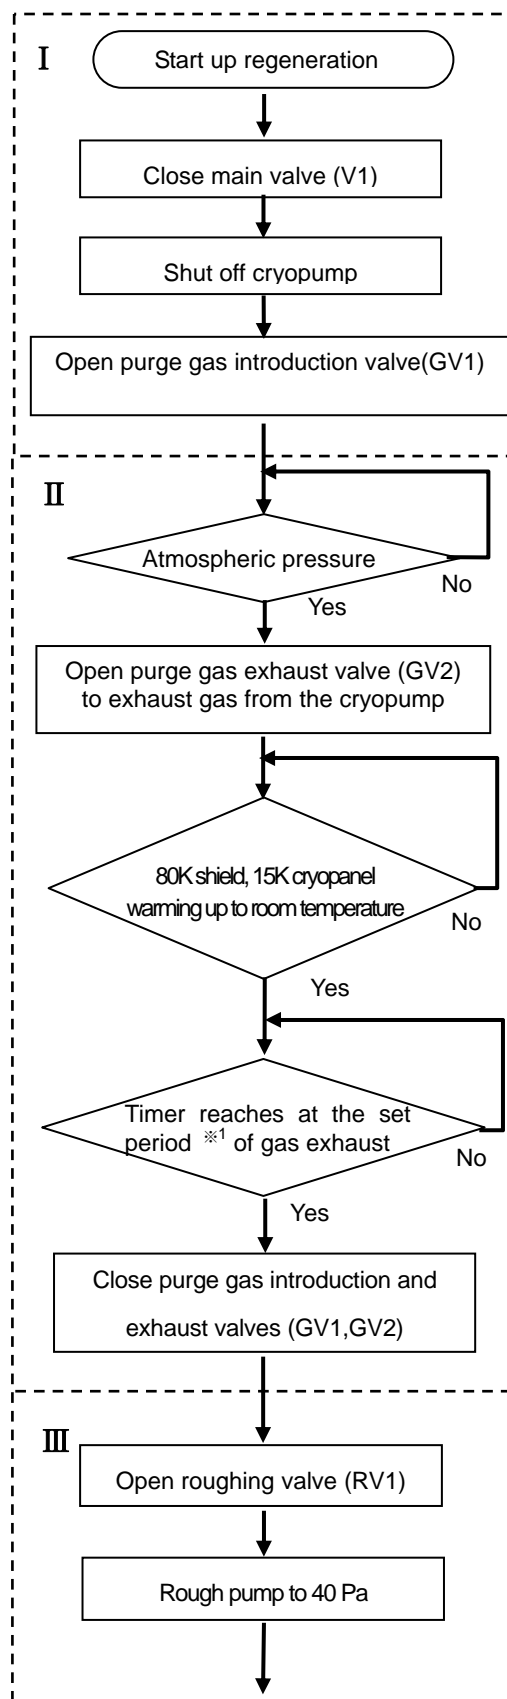 Ⅰ
Start up regeneration
Close main valve (V1)
Shut off cryopump
Open purge gas introduction valve(GV1)
Ⅱ
Atmospheric pressure
No
Yes
Open purge gas exhaust valve (GV2)
to exhaust gas from the cryopump
80K shield, 15K cryopanel
warming up to room temperature
No
Yes
Timer reaches at the set
period ※1 of gas exhaust
No
Yes
Close purge gas introduction and
exhaust valves (GV1,GV2)
Ⅲ
Open roughing valve (RV1)
Rough pump to 40 Pa